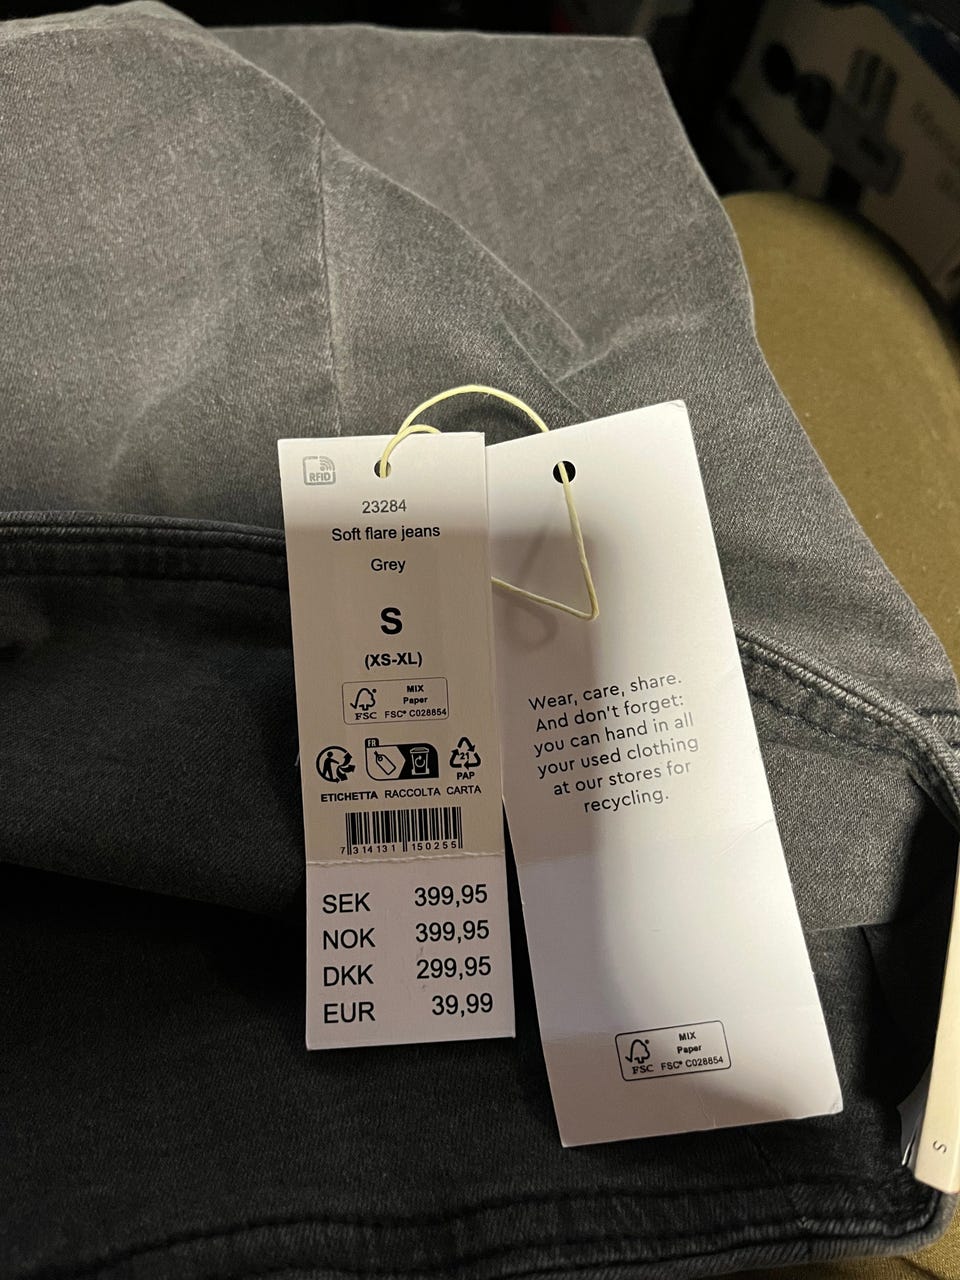 RFID
23284
Soft flare jeans
Grey
S
(XS-XL)
MIX
Paper
FSC
FSC® C028854
FR
21
PAP
ETICHETTA RACCOLTA CARTA
7 314131 150255
SEK 399,95
NOK 399,95
DKK 299,95
EUR 39,99
Wear, care, share.
And don't forget:
you can hand in all
your used clothing
at our stores for
recycling.
MIX
Paper
FSC
FSC® C028854
S